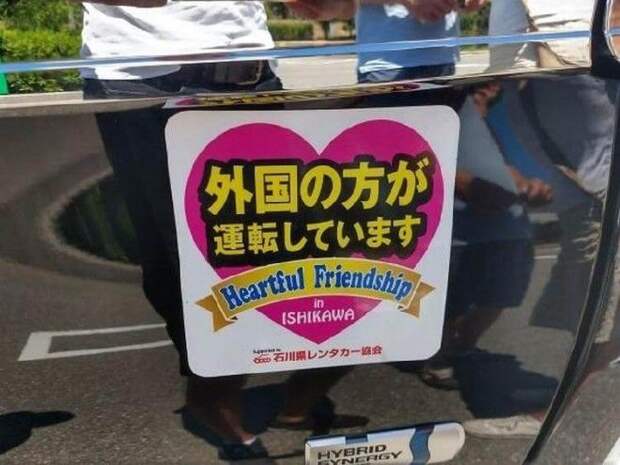 外国の方が
運転しています
Heartful Friendship
in
ISHIKAWA
Supported by
石川県レンタカー協会
HYBRID
SYNERGY